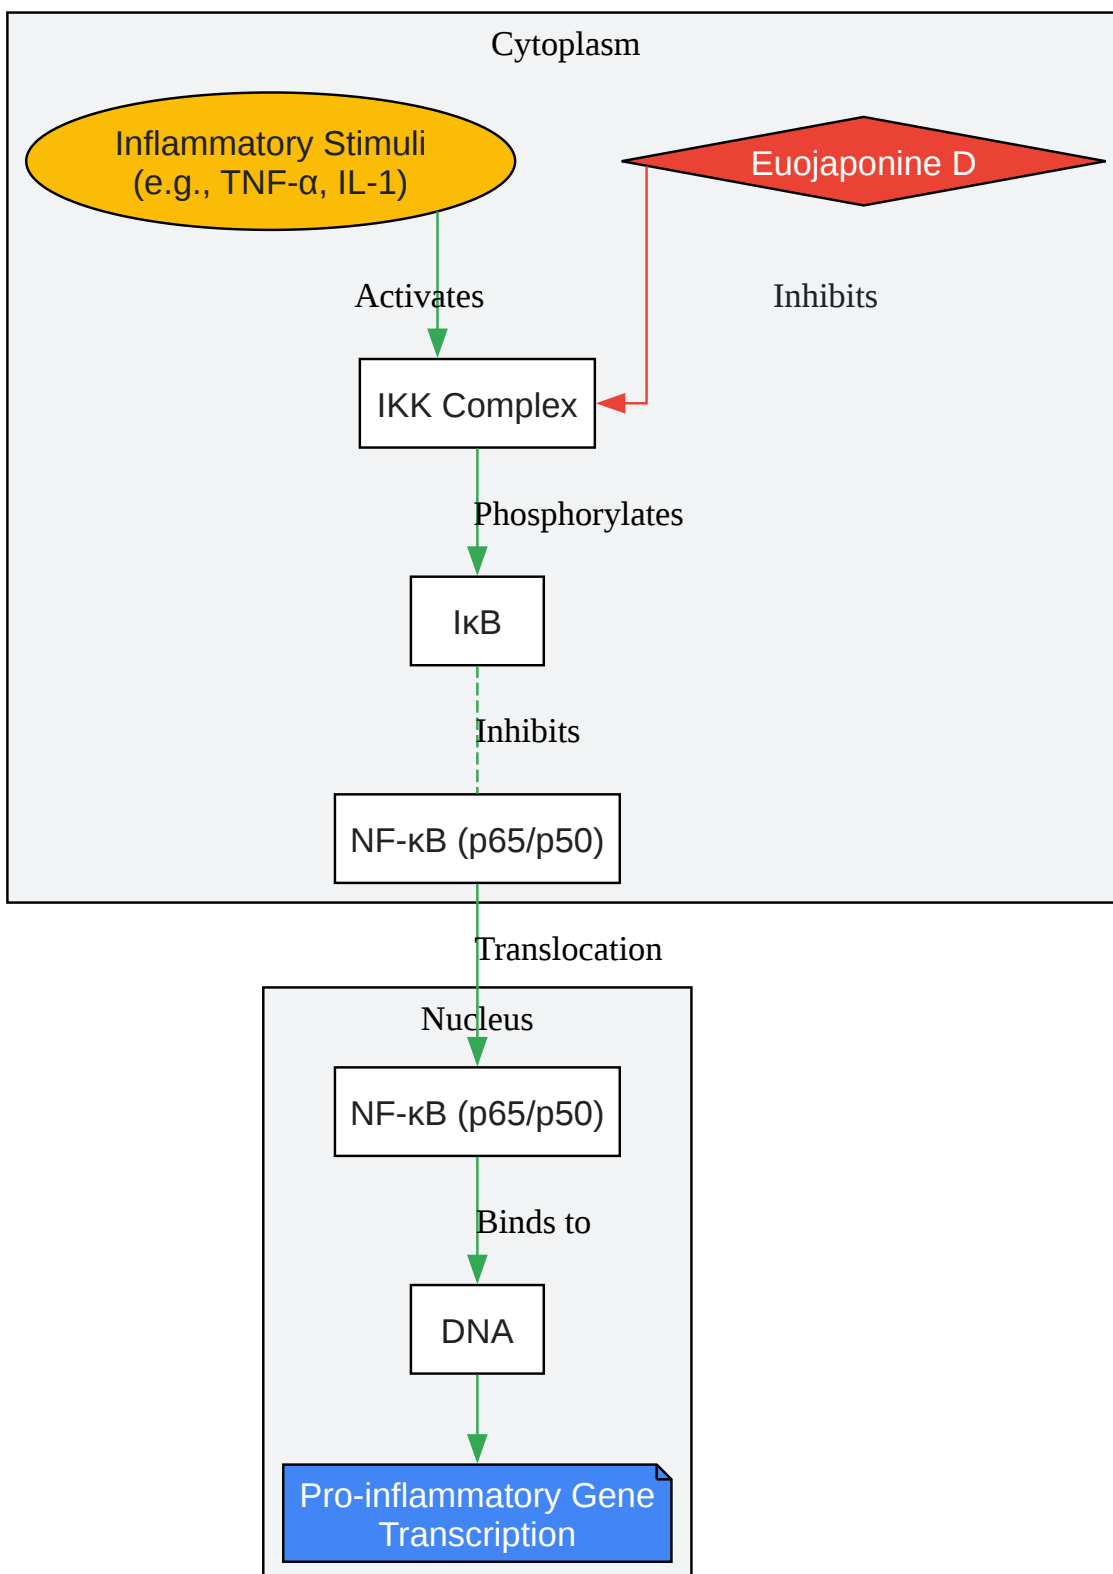 Cytoplasm
Inflammatory Stimuli
(e.g., TNF-α, IL-1)
Euojaponine D
Activates
Inhibits
IKK Complex
Phosphorylates
IκB
Inhibits
NF-κB (p65/p50)
Translocation
Nucleus
NF-κB (p65/p50)
Binds to
DNA
Pro-inflammatory Gene
Transcription